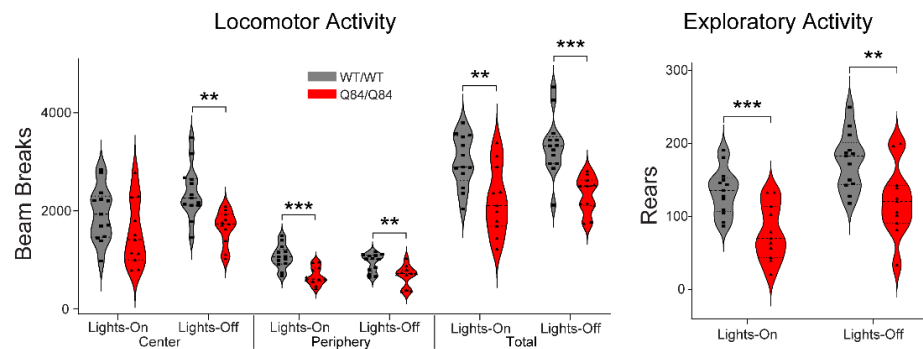 Locomotor Activity
Exploratory Activity
WT/WT
Q84/Q84
Beam Breaks
4000
2000
0
**
***
**
**
***
Lights-On
Lights-Off
Lights-On
Lights-Off
Lights-On
Lights-Off
Center
Periphery
Total
Rears
300
200
100
0
***
**
Lights-On
Lights-Off